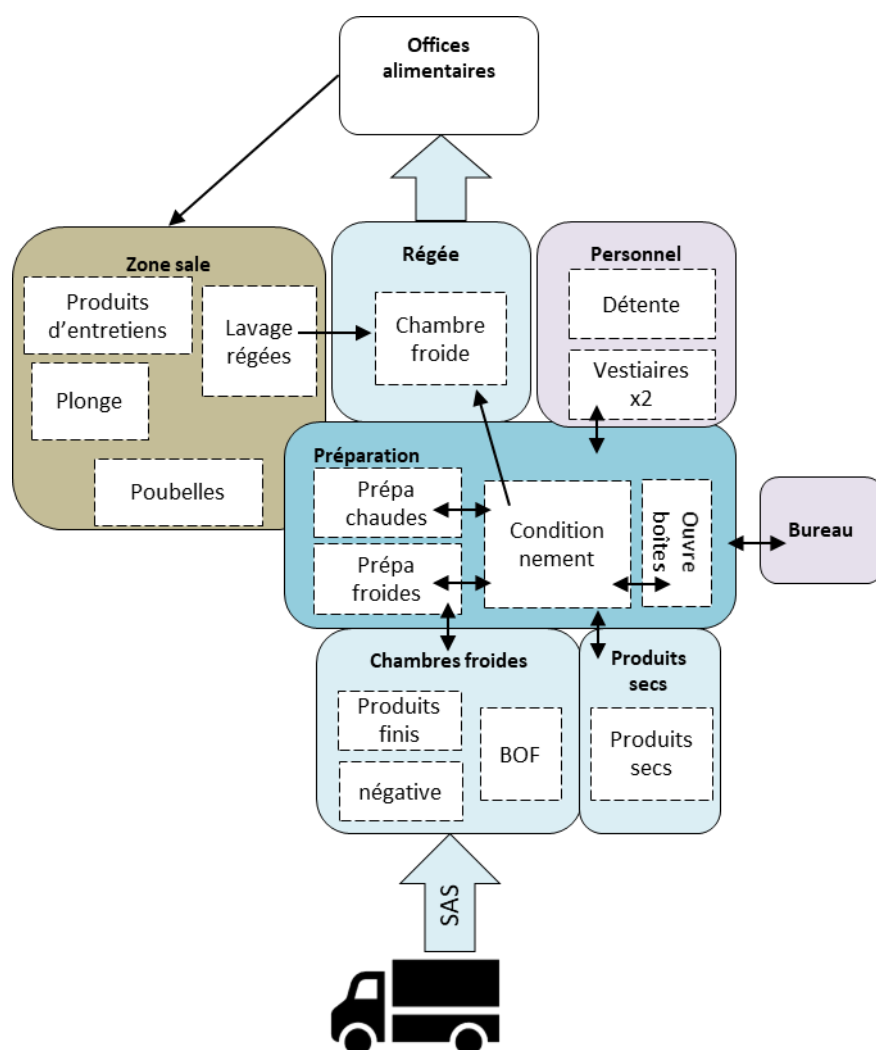 Offices
alimentaires
Zone sale
Produits
d’entretiens
Lavage
régées
Plonge
Poubelles
Régée
Chambre
froide
Personnel
Détente
Vestiaires
x2
Préparation
Prépa
chaudes
Prépa
froides
Condition
nement
Ouvre
boîtes
Bureau
Chambres froides
Produits
finis
négative
BOF
Produits
secs
Produits
secs
SAS